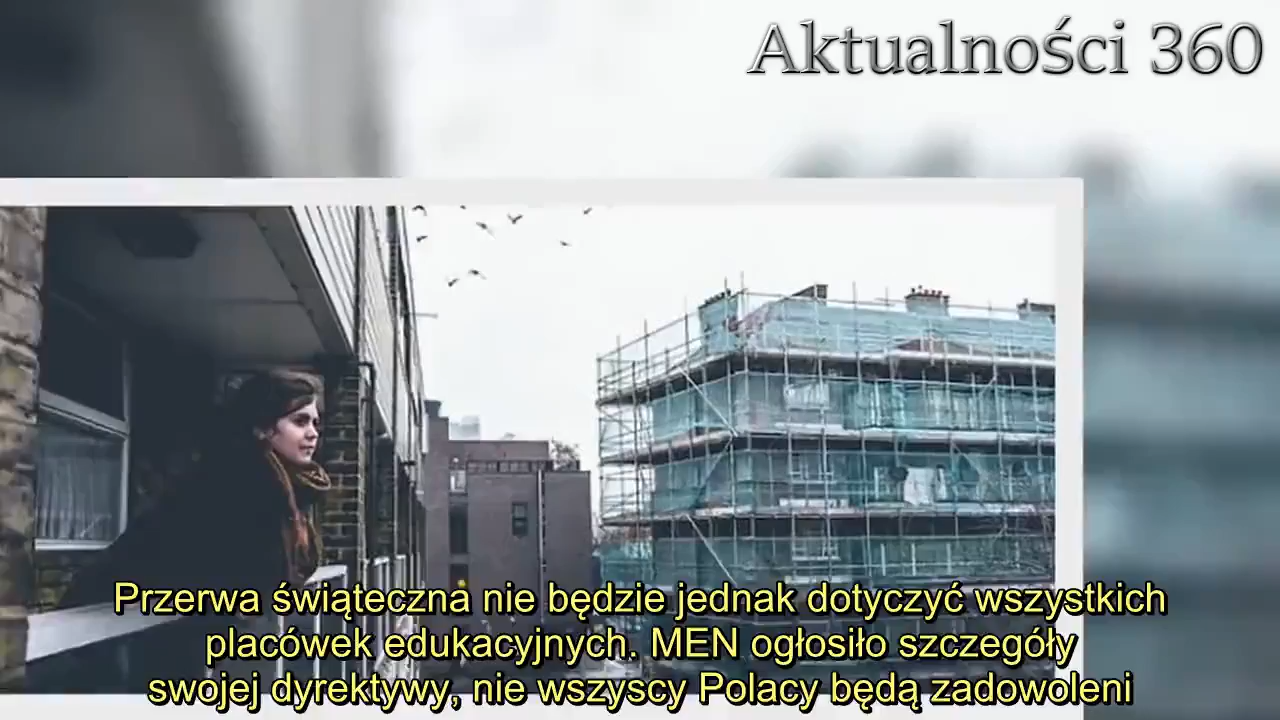 Aktualności 360
Przerwa świąteczna nie będzie jednak dotyczyć wszystkich
placówek edukacyjnych. MEN ogłosiło szczegóły
swojej dyrektywy, nie wszyscy Polacy będą zadowoleni